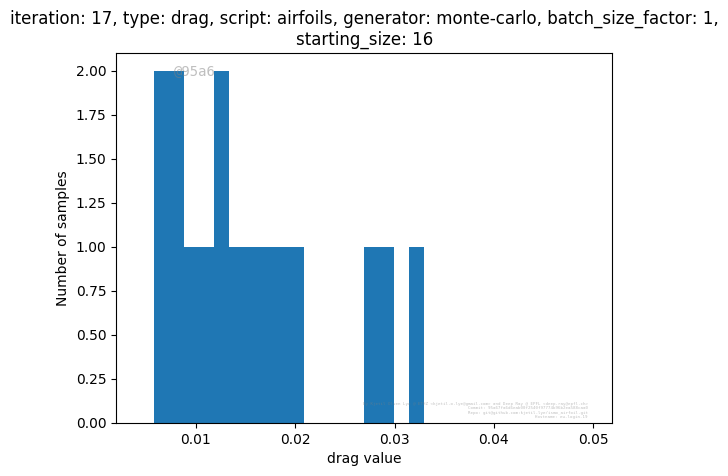 iteration: 17, type: drag, script: airfoils, generator: monte-carlo, batch_size_factor: 1,
starting_size: 16
@95a6
2.00
1.75
1.50
1.25
1.00
0.75
0.50
0.25
0.00
Number of samples
0.01
0.02
0.03
0.04
0.05
drag value